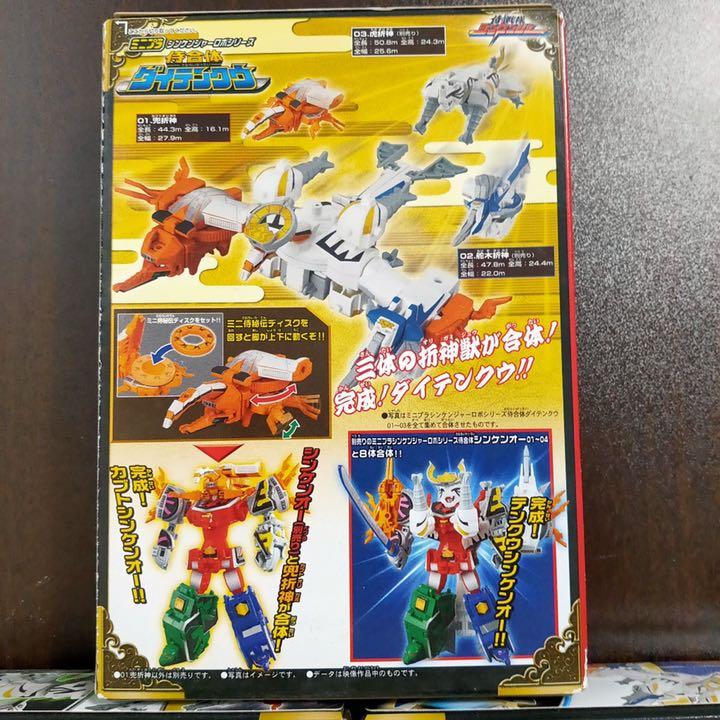 ミニプラ シンケンジャーロボシリーズ
侍合体
ダイテンクウ
03.虎折神(別売り)
全長:50.8m 全高:24.3m
全幅:25.6m
01.兜折神
全長:44.3m 全高:16.1m
全幅:27.9m
02.舵木折神(別売り)
全長:47.8m 全高:24.4m
全幅:22.0m
ミニ侍秘伝ディスクをセット!!
ミニ侍秘伝ディスクを
回すと脚が上下に動くぞ!!
三体の折神獣が合体!
完成!ダイテンクウ!!
●写真はミニプラシンケンジャーロボシリーズ侍合体ダイテンクウ
01~03を全て集めて合体させたものです。
完成!
カブトシンケンオー!!
シンケンオー(別売り)と
兜折神が合体!
別売りのミニプラシンケンジャーロボシリーズ侍合体シンケンオー01~04
と8体合体!!
完成!
テンクウシンケンオー!!
●01.兜折神以外は別売りです。 ●写真はイメージです。 ●データは映像作品中のものです。